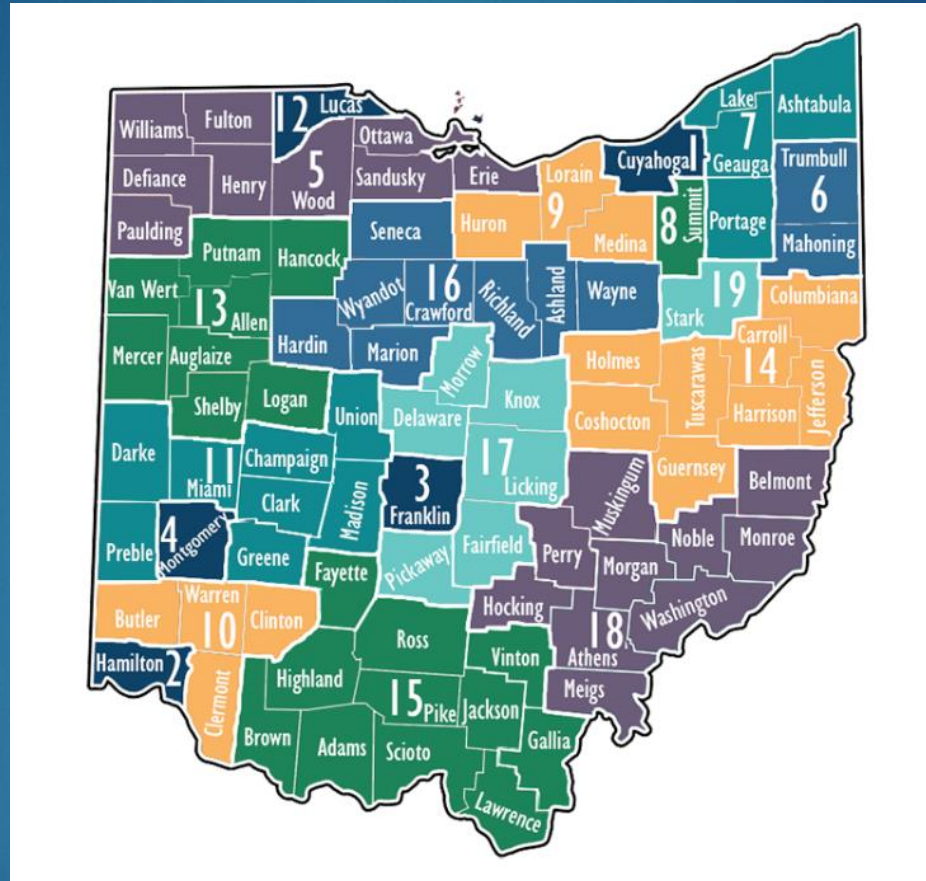 Williams
Fulton
12 Lucas
Ottawa
Defiance
Henry
5
Wood
Sandusky
Erie
Paulding
Lorain
9
Cuyahoga 1
Lake
7
Geauga
Ashtabula
Trumbull
6
Mahoning
Huron
Medina
8
Summit
Portage
Putnam
Hancock
Seneca
Van Wert
13
Allen
Wyandot
16
Crawford
Richland
Ashland
Wayne
19
Stark
Columbiana
Mercer
Auglaize
Hardin
Marion
Morrow
Holmes
Tuscarawas
Carroll
14
Harrison
Jefferson
Shelby
Logan
Union
Delaware
Knox
Coshocton
Darke
11
Miami
Champaign
Clark
Madison
3
Franklin
17
Licking
Muskingum
Guernsey
Belmont
Preble
4
Montgomery
Greene
Fayette
Pickaway
Fairfield
Perry
Morgan
Noble
Monroe
Butler
Warren
10
Clinton
Hocking
18
Athens
Washington
Hamilton 2
Clermont
Highland
Ross
Vinton
Meigs
Brown
Adams
15 Pike
Scioto
Jackson
Gallia
Lawrence